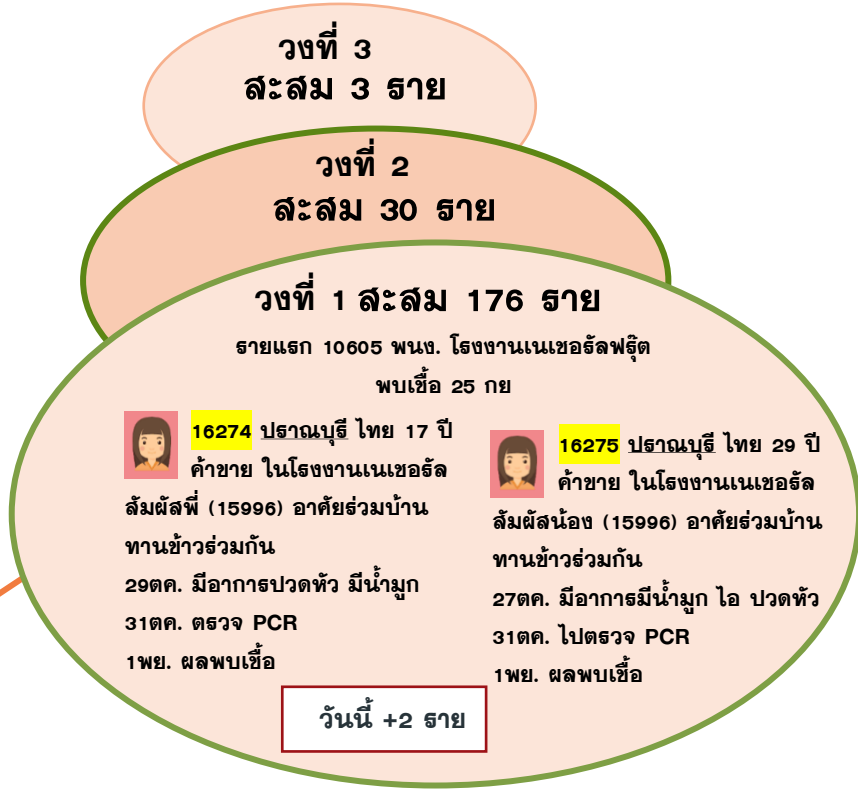 วงที่ 3
สะสม 3 ราย
วงที่ 2
สะสม 30 ราย
วงที่ 1 สะสม 176 ราย
รายแรก 10605 พนง. โรงงานเนเชอรัลฟรุ๊ต
พบเชื้อ 25 กย
16274 ปราณบุรี ไทย 17 ปี
ค้าขาย ในโรงงานเนเชอรัล
สัมผัสพี่ (15996) อาศัยร่วมบ้าน
ทานข้าวร่วมกัน
29ตค. มีอาการปวดหัว มีน้ำมูก
31ตค. ตรวจ PCR
1พย. ผลพบเชื้อ
16275 ปราณบุรี ไทย 29 ปี
ค้าขาย ในโรงงานเนเชอรัล
สัมผัสน้อง (15996) อาศัยร่วมบ้าน
ทานข้าวร่วมกัน
27ตค. มีอาการมีน้ำมูก ไอ ปวดหัว
31ตค. ไปตรวจ PCR
1พย. ผลพบเชื้อ
วันนี้ +2 ราย